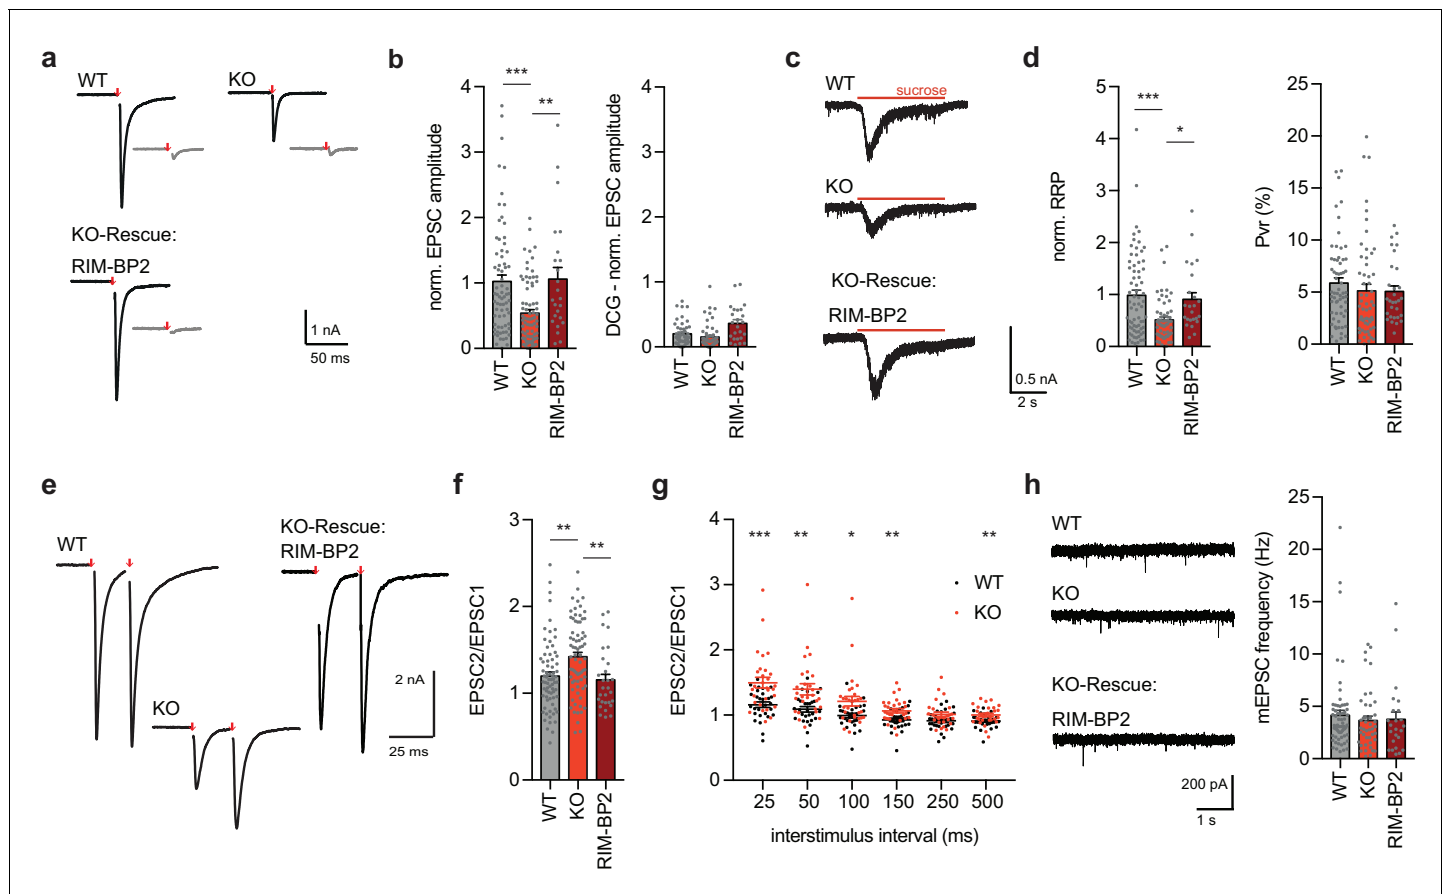 a
WT
KO
KO-Rescue:
RIM-BP2
1 nA
50 ms
b
norm. EPSC amplitude
4
3
2
1
0
***
**
WT
KO
RIM-BP2
DCG - norm. EPSC amplitude
4
3
2
1
0
WT
KO
RIM-BP2
c
WT
sucrose
KO
KO-Rescue:
RIM-BP2
0.5 nA
2 s
d
norm. RRP
5
4
3
2
1
0
***
*
WT
KO
RIM-BP2
Pvr (%)
25
20
15
10
5
0
WT
KO
RIM-BP2
e
WT
KO-Rescue:
RIM-BP2
KO
2 nA
25 ms
f
EPSC2/EPSC1
3
2
1
0
**
**
WT
KO
RIM-BP2
g
EPSC2/EPSC1
4
3
2
1
0
*** ** * ** **
WT
KO
25 50 100 150 250 500
interstimulus interval (ms)
h
WT
KO
KO-Rescue:
RIM-BP2
200 pA
1 s
mEPSC frequency (Hz)
25
20
15
10
5
0
WT
KO
RIM-BP2